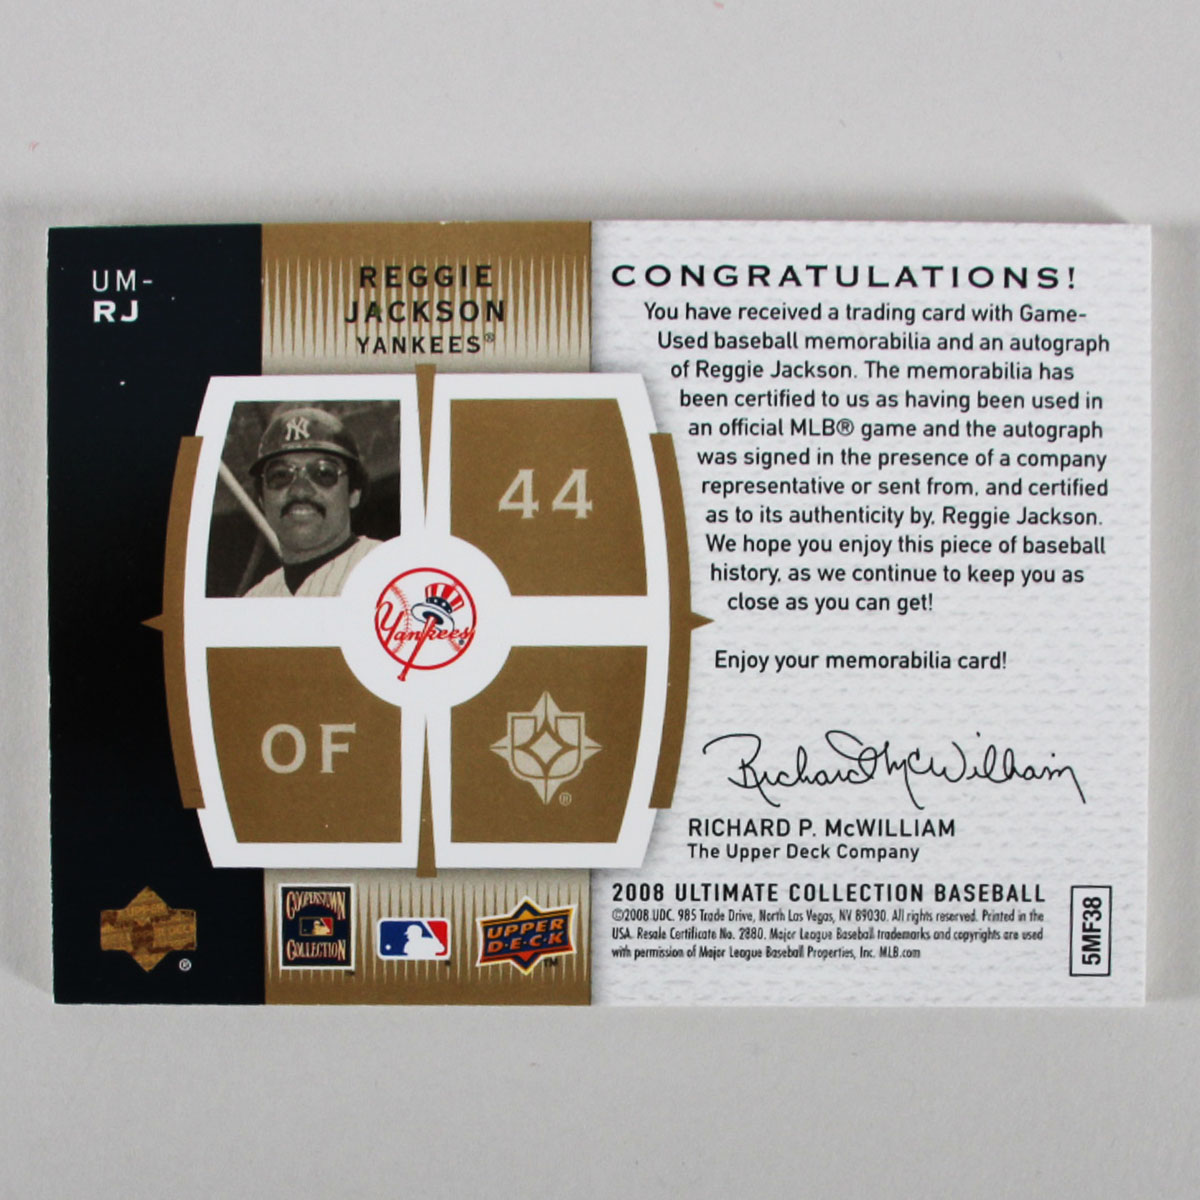 UM-
RJ
REGGIE
JACKSON
YANKEES®
NY
44
Yankees®
OF
®
®
COOPERSTOWN
COLLECTION
UPPER
D·E·C·K
TM
CONGRATULATIONS!
You have received a trading card with Game-
Used baseball memorabilia and an autograph
of Reggie Jackson. The memorabilia has
been certified to us as having been used in
an official MLB® game and the autograph
was signed in the presence of a company
representative or sent from, and certified
as to its authenticity by, Reggie Jackson.
We hope you enjoy this piece of baseball
history, as we continue to keep you as
close as you can get!
Enjoy your memorabilia card!
Richard McWilliam
RICHARD P. McWILLIAM
The Upper Deck Company
2008 ULTIMATE COLLECTION BASEBALL
©2008 UDC. 985 Trade Drive, North Las Vegas, NV 89030. All rights reserved. Printed in the
USA. Resale Certificate No. 2880. Major League Baseball trademarks and copyrights are used
with permission of Major League Baseball Properties, Inc. MLB.com
5MF38